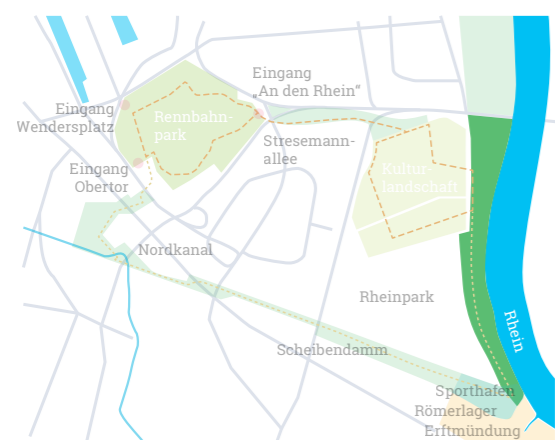 Eingang
„An den Rhein“
Eingang
Wendersplatz
Rennbahn-
park
Stresemann-
allee
Eingang
Obertor
Kultur-
landschaft
Nordkanal
Rheinpark
Rhein
Scheibendamm
Sporthafen
Römerlager
Erftmündung